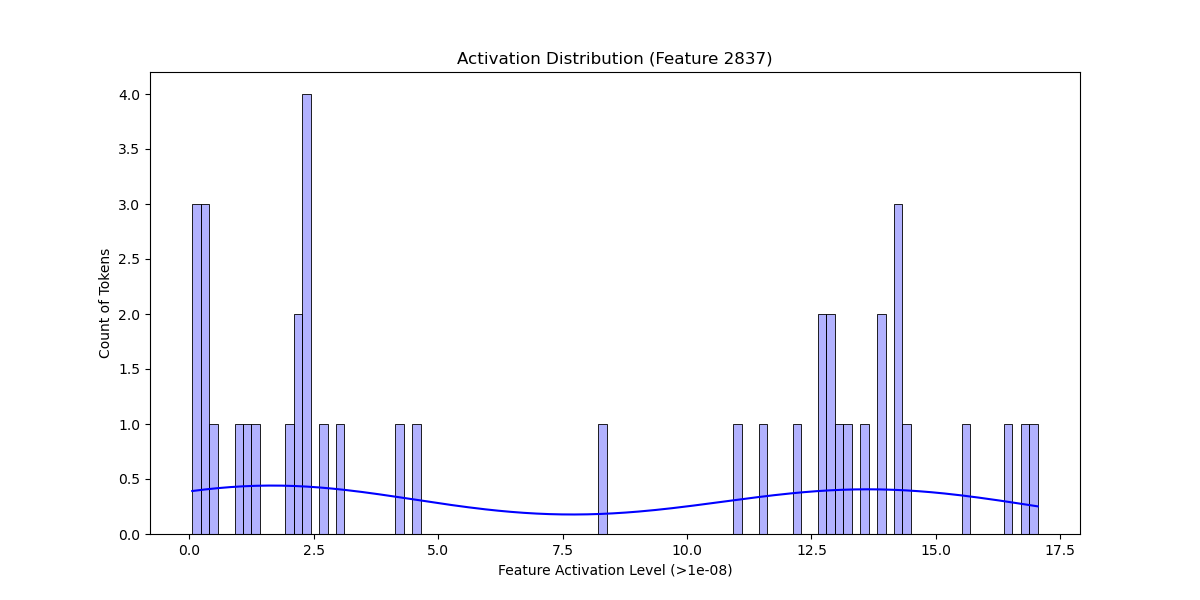 Activation Distribution (Feature 2837)
4.0
3.5
3.0
2.5
2.0
1.5
1.0
0.5
0.0
Count of Tokens
0.0 2.5 5.0 7.5 10.0 12.5 15.0 17.5
Feature Activation Level (>1e-08)